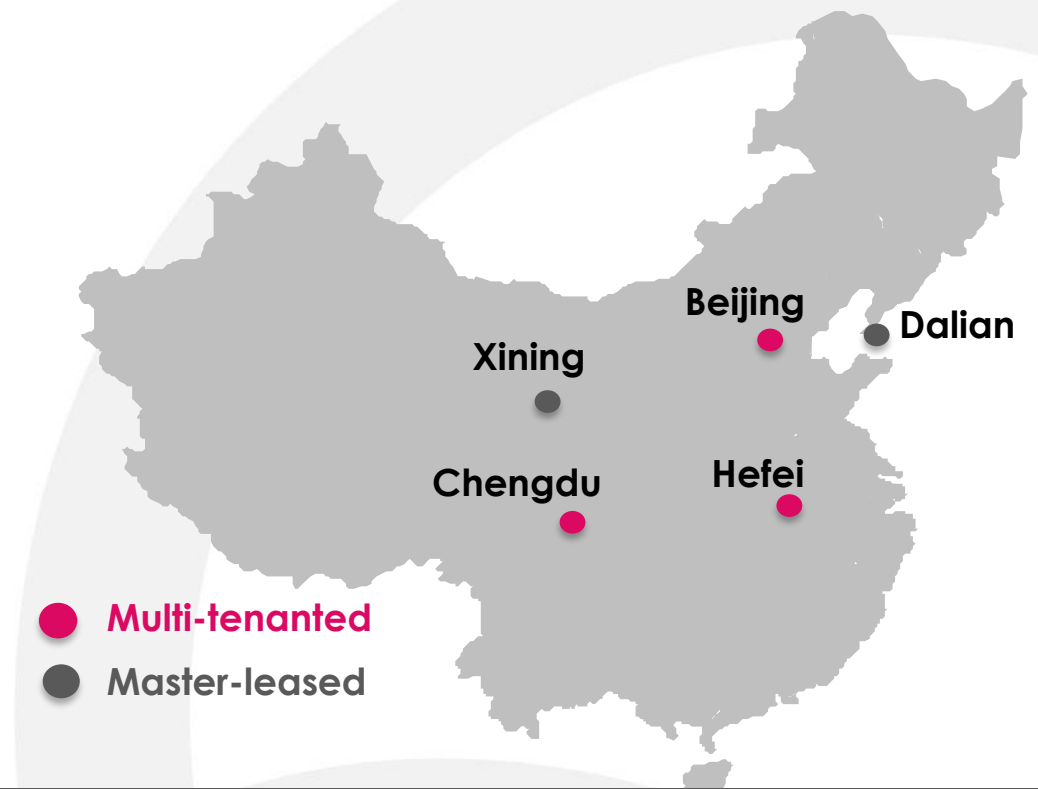 Beijing
Dalian
Xining
Chengdu
Hefei
Multi-tenanted
Master-leased